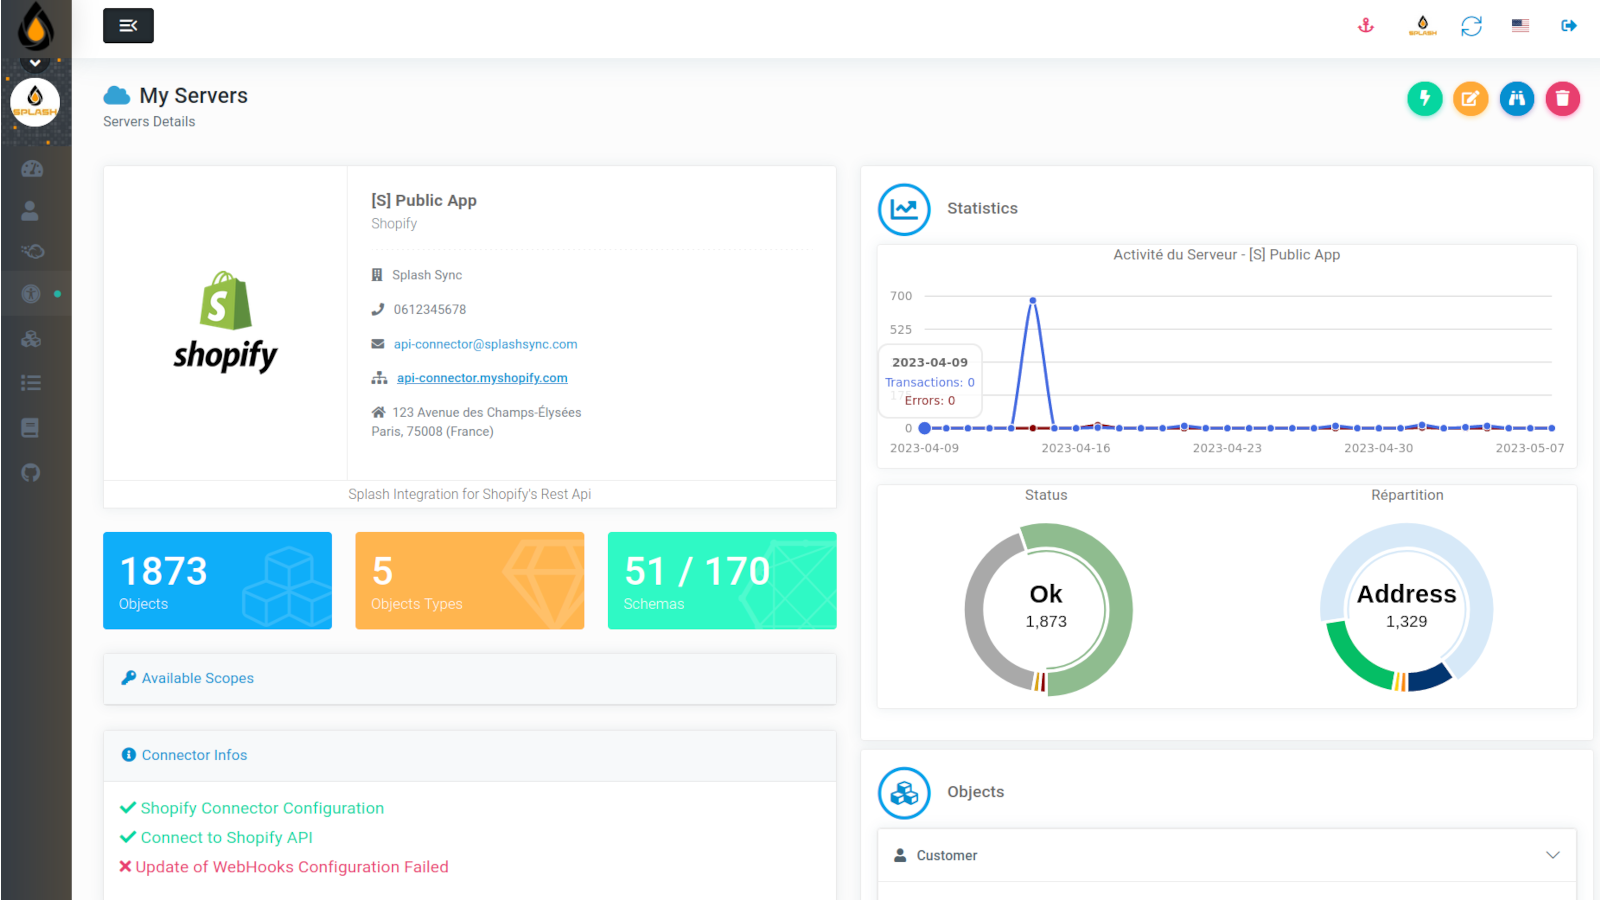 SPLASH
SPLASH
My Servers
Servers Details
[S] Public App
Shopify
shopify
Splash Sync
0612345678
api-connector@splashsync.com
api-connector.myshopify.com
123 Avenue des Champs-Élysées
Paris, 75008 (France)
Splash Integration for Shopify's Rest Api
1873
Objects
5
Objects Types
51 / 170
Schemas
Available Scopes
Connector Infos
Shopify Connector Configuration
Connect to Shopify API
Update of WebHooks Configuration Failed
Statistics
Activité du Serveur - [S] Public App
700
525
175
0
2023-04-09
Transactions: 0
Errors: 0
2023-04-09 2023-04-16 2023-04-23 2023-04-30 2023-05-07
Status
Ok
1,873
Répartition
Address
1,329
Objects
Customer